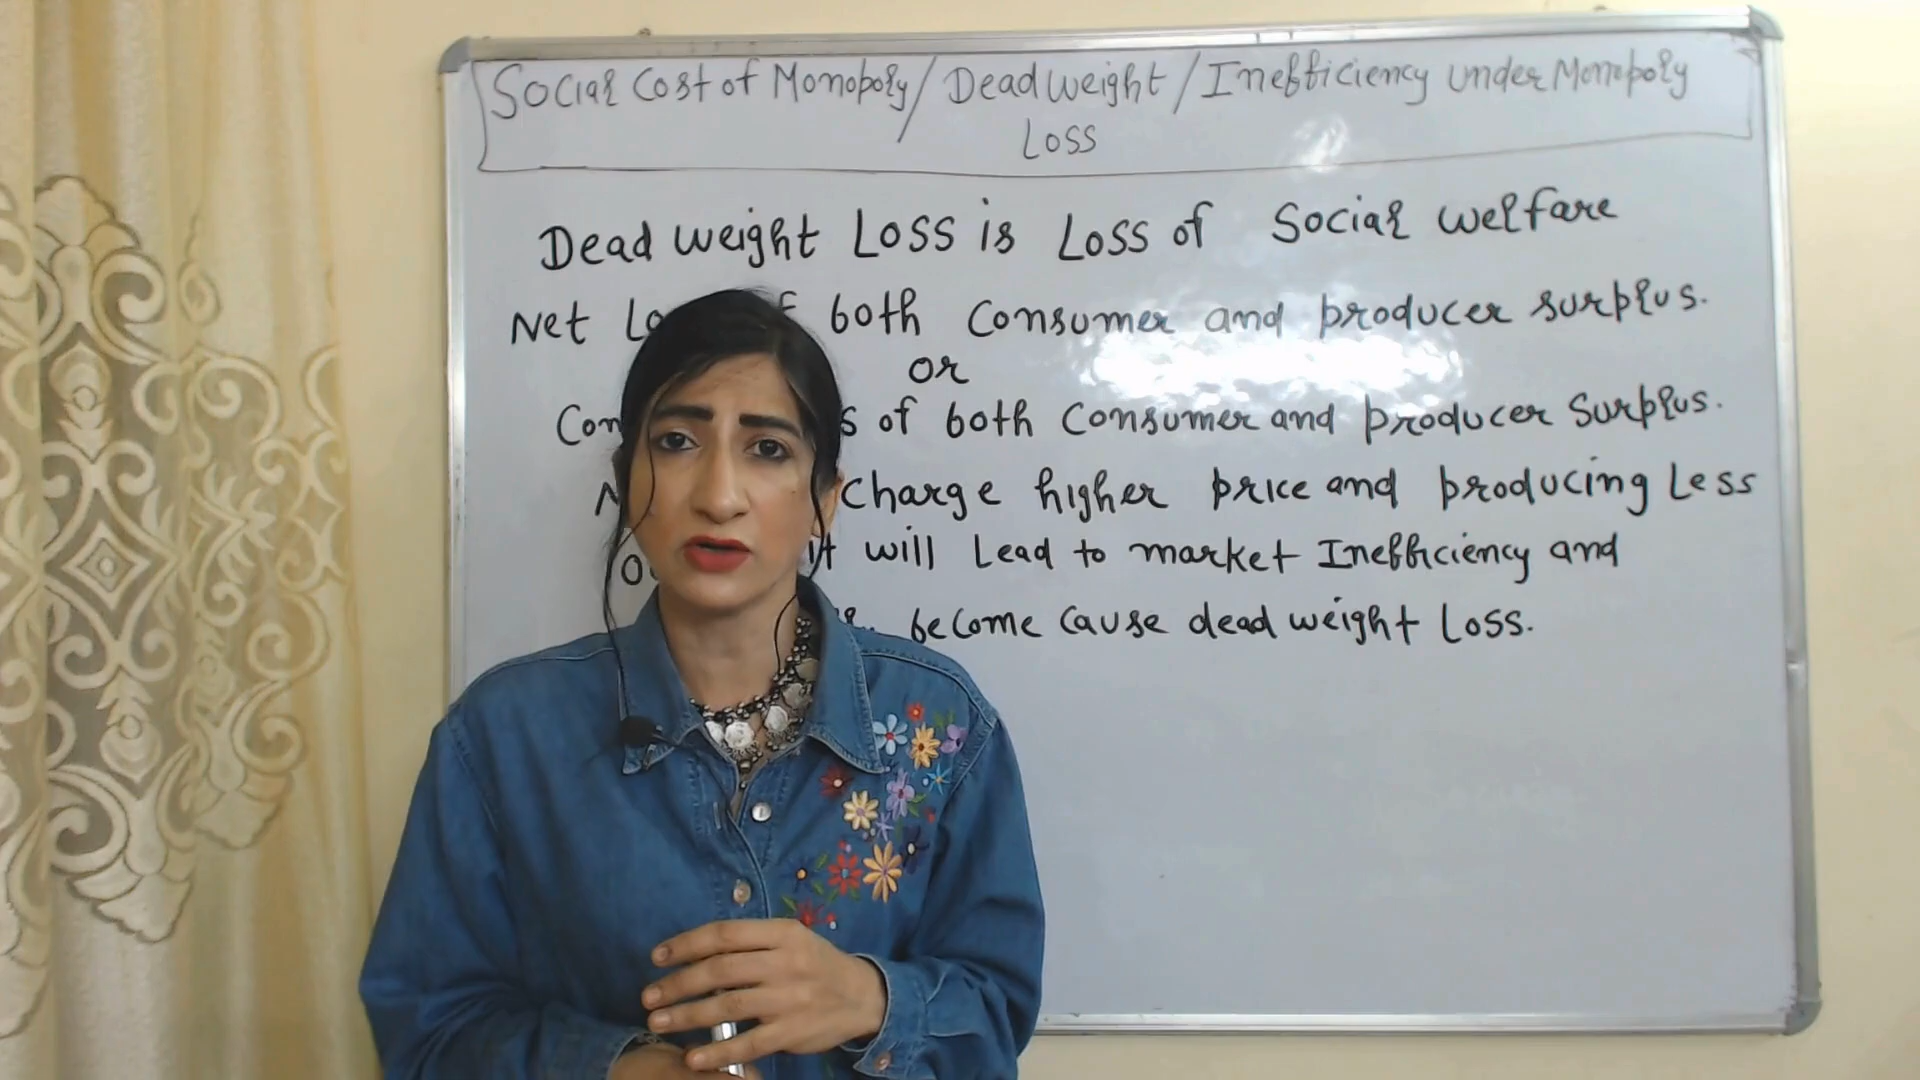 Social Cost of Monopoly / Dead weight / Inefficiency under Monopoly
Loss
Dead weight Loss is Loss of Social welfare
Net both Consumer and producer surplus.
or
of both Consumer and producer Surplus.
Charge higher price and producing Less
it will Lead to market Inefficiency and
become cause dead weight Loss.